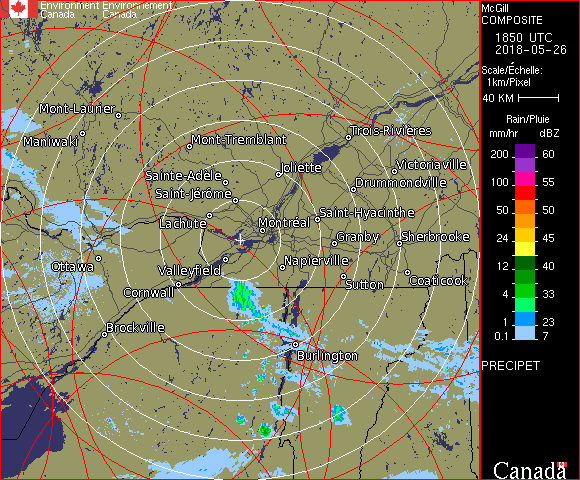 Environment Environnement
Canada Canada
McGill
COMPOSITE
1850 UTC
2018-05-26
Scale/Échelle:
1km/Pixel
40 KM
Rain/Pluie
mm/hr dBZ
200 60
100 55
50 50
24 45
12 40
4 33
1 23
0.1 7
PRECIPET
Canada
Mont-Laurier
Maniwaki
Mont-Tremblant
Trois-Rivières
Joliette
Victoriaville
Sainte-Adèle
Drummondville
Saint-Jérôme
Lachute
Saint-Hyacinthe
Montréal
Granby
Sherbrooke
Ottawa
Valleyfield
Napierville
Cornwall
Sutton
Coaticook
Brockville
Burlington